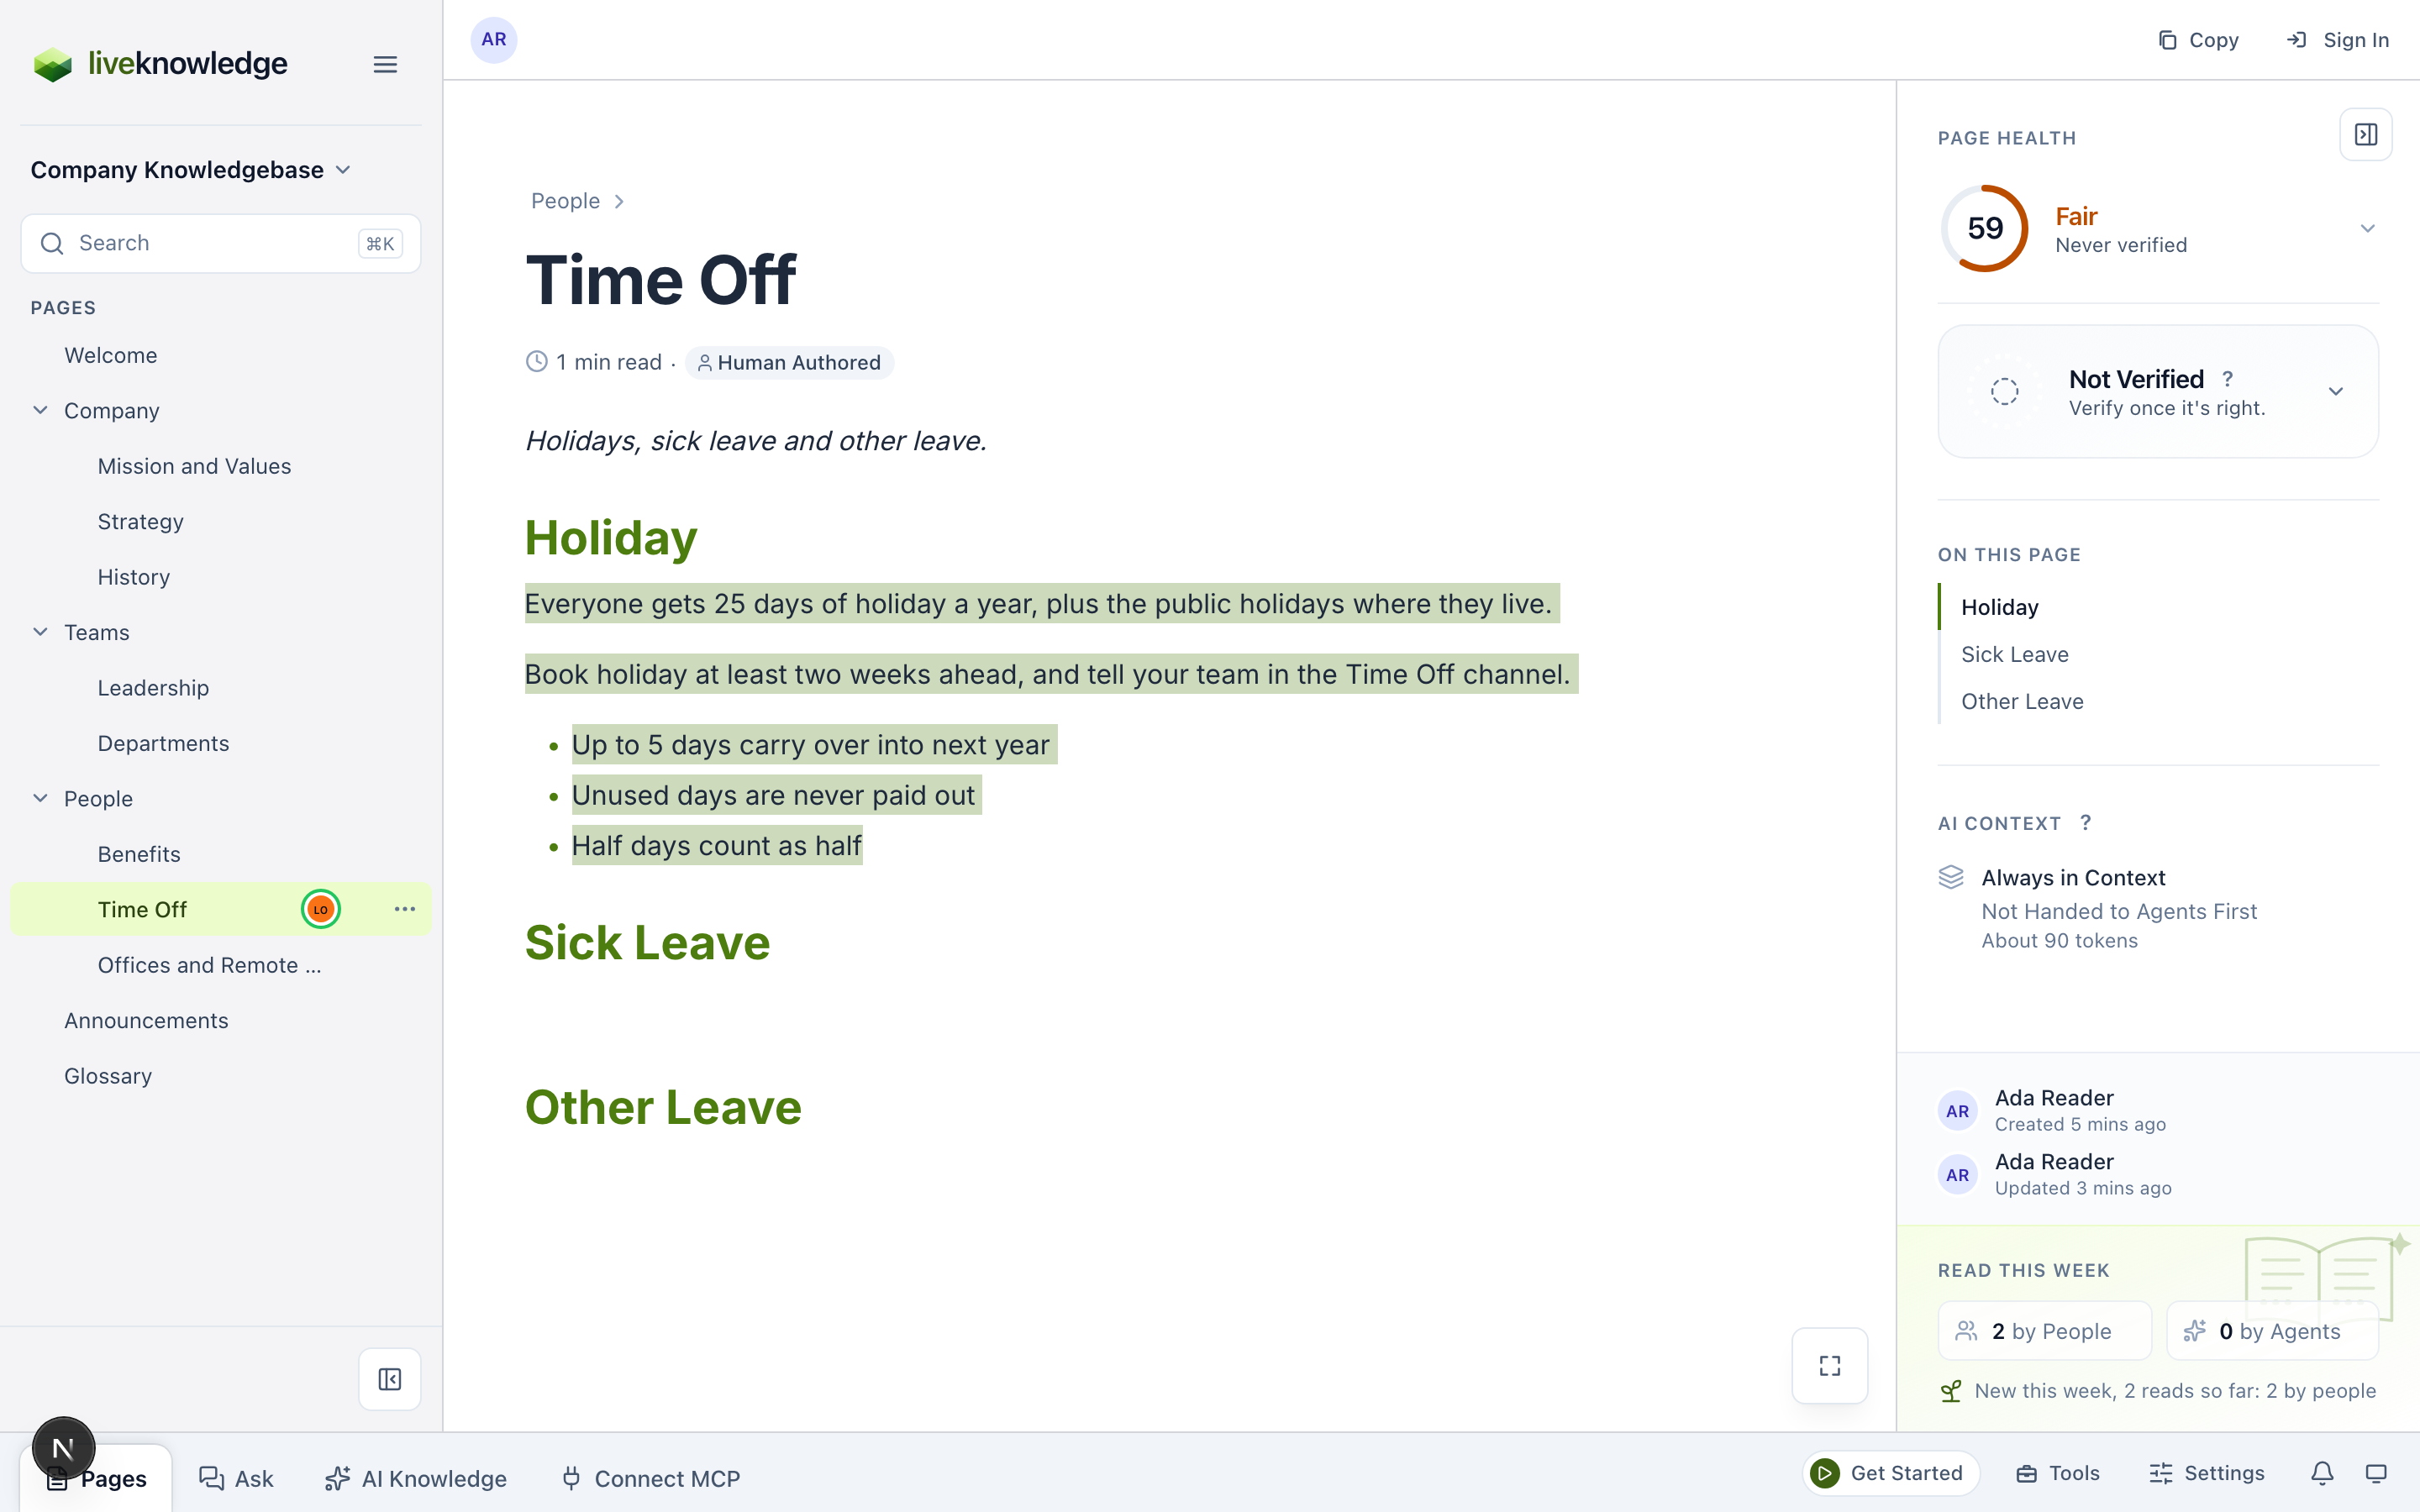 liveknowledge
Company Knowledgebase
Search
⌘K
PAGES
Welcome
Company
Mission and Values
Strategy
History
Teams
Leadership
Departments
People
Benefits
Time Off
LO
Offices and Remote ...
Announcements
Glossary
AR
Copy
Sign In
People
Time Off
1 min read · Human Authored
Holidays, sick leave and other leave.
Holiday
Everyone gets 25 days of holiday a year, plus the public holidays where they live.
Book holiday at least two weeks ahead, and tell your team in the Time Off channel.
• Up to 5 days carry over into next year
• Unused days are never paid out
• Half days count as half
Sick Leave
Other Leave
PAGE HEALTH
59
Fair
Never verified
Not Verified ?
Verify once it's right.
ON THIS PAGE
Holiday
Sick Leave
Other Leave
AI CONTEXT ?
Always in Context
Not Handed to Agents First
About 90 tokens
AR
Ada Reader
Created 5 mins ago
AR
Ada Reader
Updated 3 mins ago
READ THIS WEEK
2 by People
0 by Agents
New this week, 2 reads so far: 2 by people
N
Pages
Ask
AI Knowledge
Connect MCP
Get Started
Tools
Settings